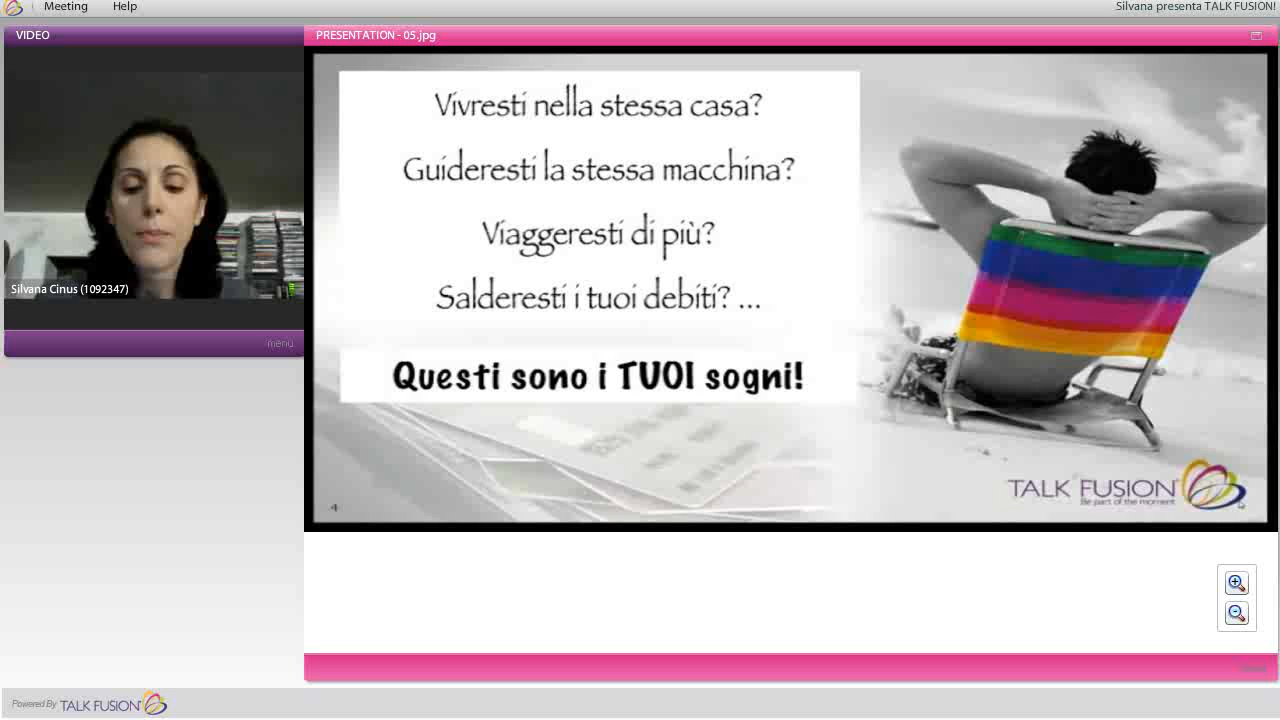 Meeting Help
Silvana presenta TALK FUSION!
VIDEO
PRESENTATION - 05.jpg
Silvana Cinus (1092347)
menu
Vivresti nella stessa casa?
Guideresti la stessa macchina?
Viaggeresti di più?
Salderesti i tuoi debiti? ...
Questi sono i TUOI sogni!
TALK FUSION
Be part of the moment
4
Powered By TALK FUSION